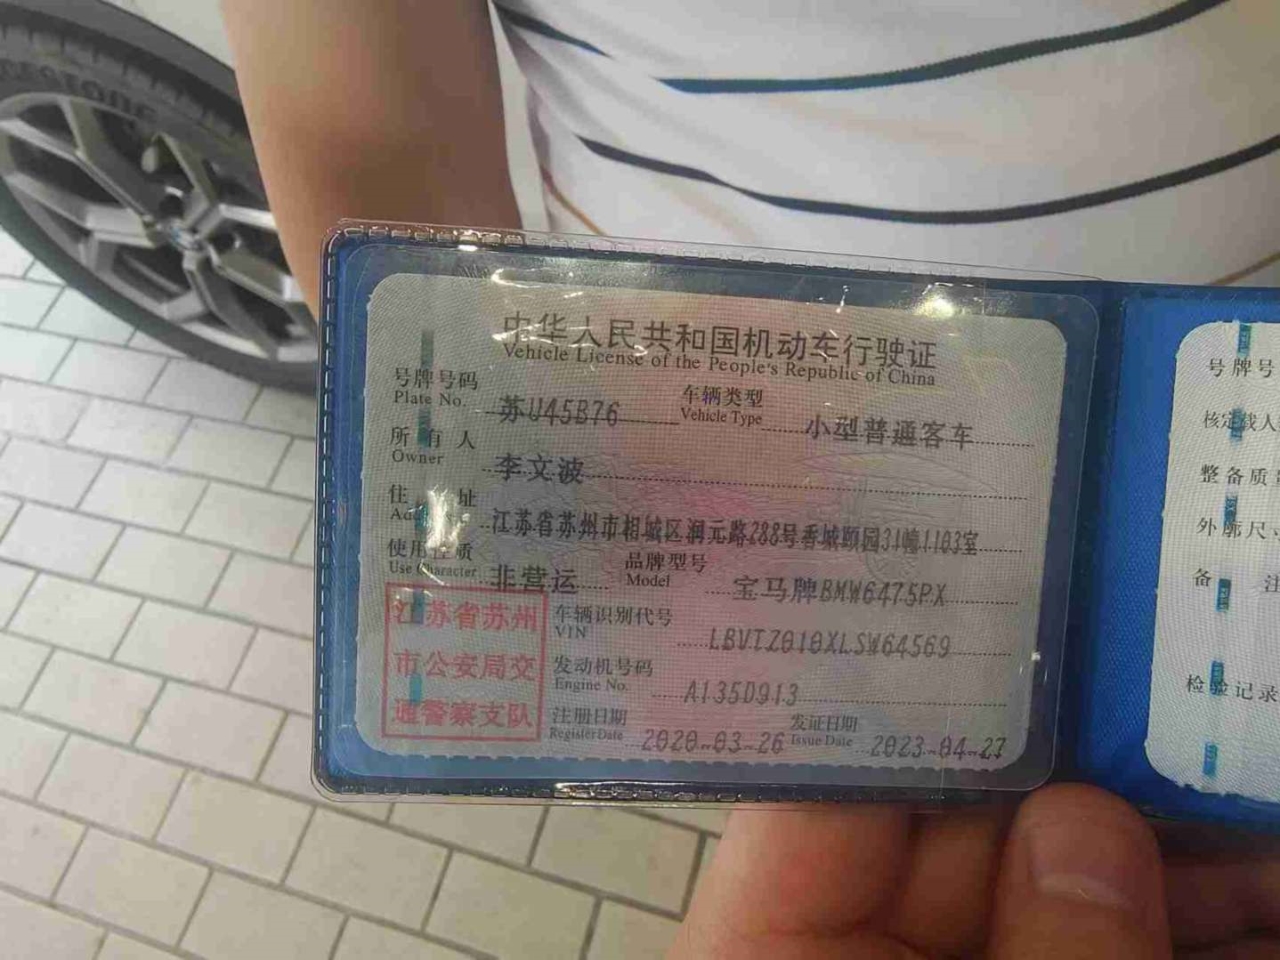 中华人民共和国机动车行驶证
Vehicle License of the People's Republic of China
号牌号码 苏U45B76 车辆类型 小型普通客车
Plate No. Vehicle Type
所有人 李文波
Owner
住址 江苏省苏州市相城区润元路288号香城颐园31幢1103室
使用性质 非营运 品牌型号 宝马牌BMW6475PX
Use Character Model
江苏省苏州
市公安局交
通警察支队
车辆识别代号 LBVTZ010XLSW64569
VIN
发动机号码 A135D913
Engine No.
注册日期 2020-03-26 发证日期 2023-04-27
Register Date Issue Date
号牌号
核定载人
整备质
外廓尺寸
备 注
检验记录